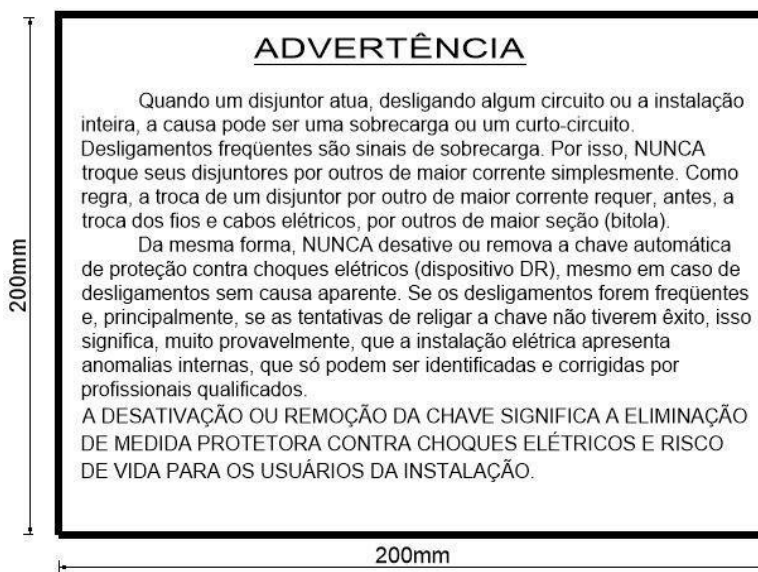 ADVERTÊNCIA
Quando um disjuntor atua, desligando algum circuito ou a instalação
inteira, a causa pode ser uma sobrecarga ou um curto-circuito.
Desligamentos freqüentes são sinais de sobrecarga. Por isso, NUNCA
troque seus disjuntores por outros de maior corrente simplesmente. Como
regra, a troca de um disjuntor por outro de maior corrente requer, antes, a
troca dos fios e cabos elétricos, por outros de maior seção (bitola).
Da mesma forma, NUNCA desative ou remova a chave automática
de proteção contra choques elétricos (dispositivo DR), mesmo em caso de
desligamentos sem causa aparente. Se os desligamentos forem freqüentes
e, principalmente, se as tentativas de religar a chave não tiverem êxito, isso
significa, muito provavelmente, que a instalação elétrica apresenta
anomalias internas, que só podem ser identificadas e corrigidas por
profissionais qualificados.
A DESATIVAÇÃO OU REMOÇÃO DA CHAVE SIGNIFICA A ELIMINAÇÃO
DE MEDIDA PROTETORA CONTRA CHOQUES ELÉTRICOS E RISCO
DE VIDA PARA OS USUÁRIOS DA INSTALAÇÃO.
200mm
200mm